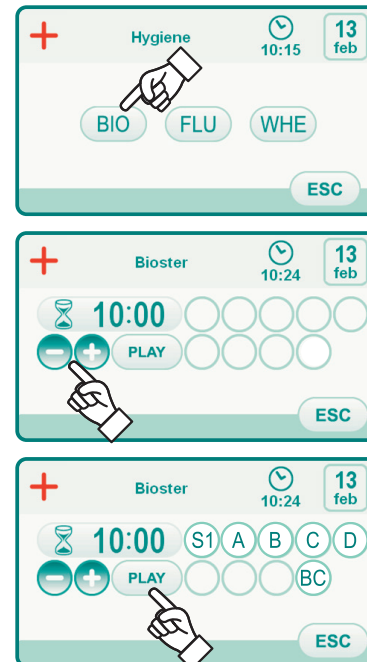 Hygiene 10:15 13 feb
BIO FLU WHE
ESC
Bioster 10:24 13 feb
10:00
- + PLAY
ESC
Bioster 10:24 13 feb
10:00 S1 A B C D
- + PLAY BC
ESC